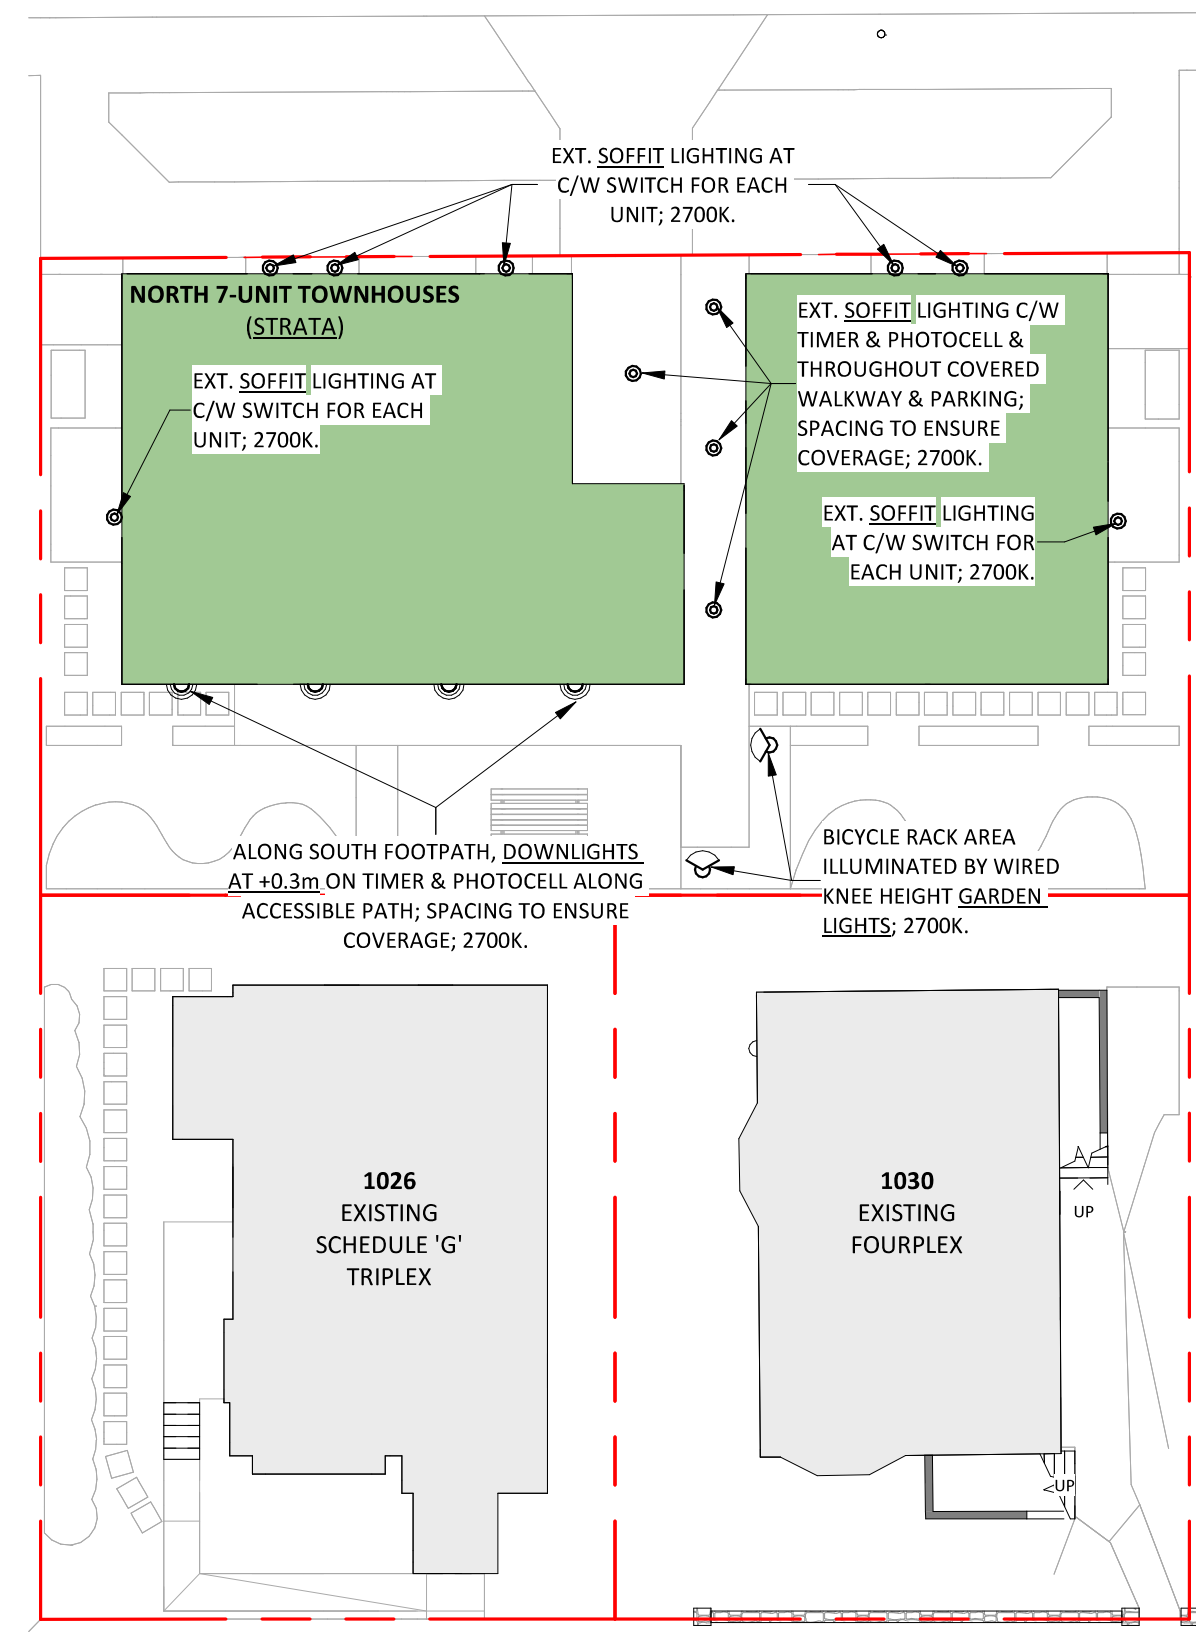 EXT. SOFFIT LIGHTING AT
C/W SWITCH FOR EACH
UNIT; 2700K.
NORTH 7-UNIT TOWNHOUSES
(STRATA)
EXT. SOFFIT LIGHTING AT
C/W SWITCH FOR EACH
UNIT; 2700K.
EXT. SOFFIT LIGHTING C/W
TIMER & PHOTOCELL &
THROUGHOUT COVERED
WALKWAY & PARKING;
SPACING TO ENSURE
COVERAGE; 2700K.
EXT. SOFFIT LIGHTING
AT C/W SWITCH FOR
EACH UNIT; 2700K.
ALONG SOUTH FOOTPATH, DOWNLIGHTS
AT +0.3m ON TIMER & PHOTOCELL ALONG
ACCESSIBLE PATH; SPACING TO ENSURE
COVERAGE; 2700K.
BICYCLE RACK AREA
ILLUMINATED BY WIRED
KNEE HEIGHT GARDEN
LIGHTS; 2700K.
1026
EXISTING
SCHEDULE 'G'
TRIPLEX
1030
EXISTING
FOURPLEX
UP
UP